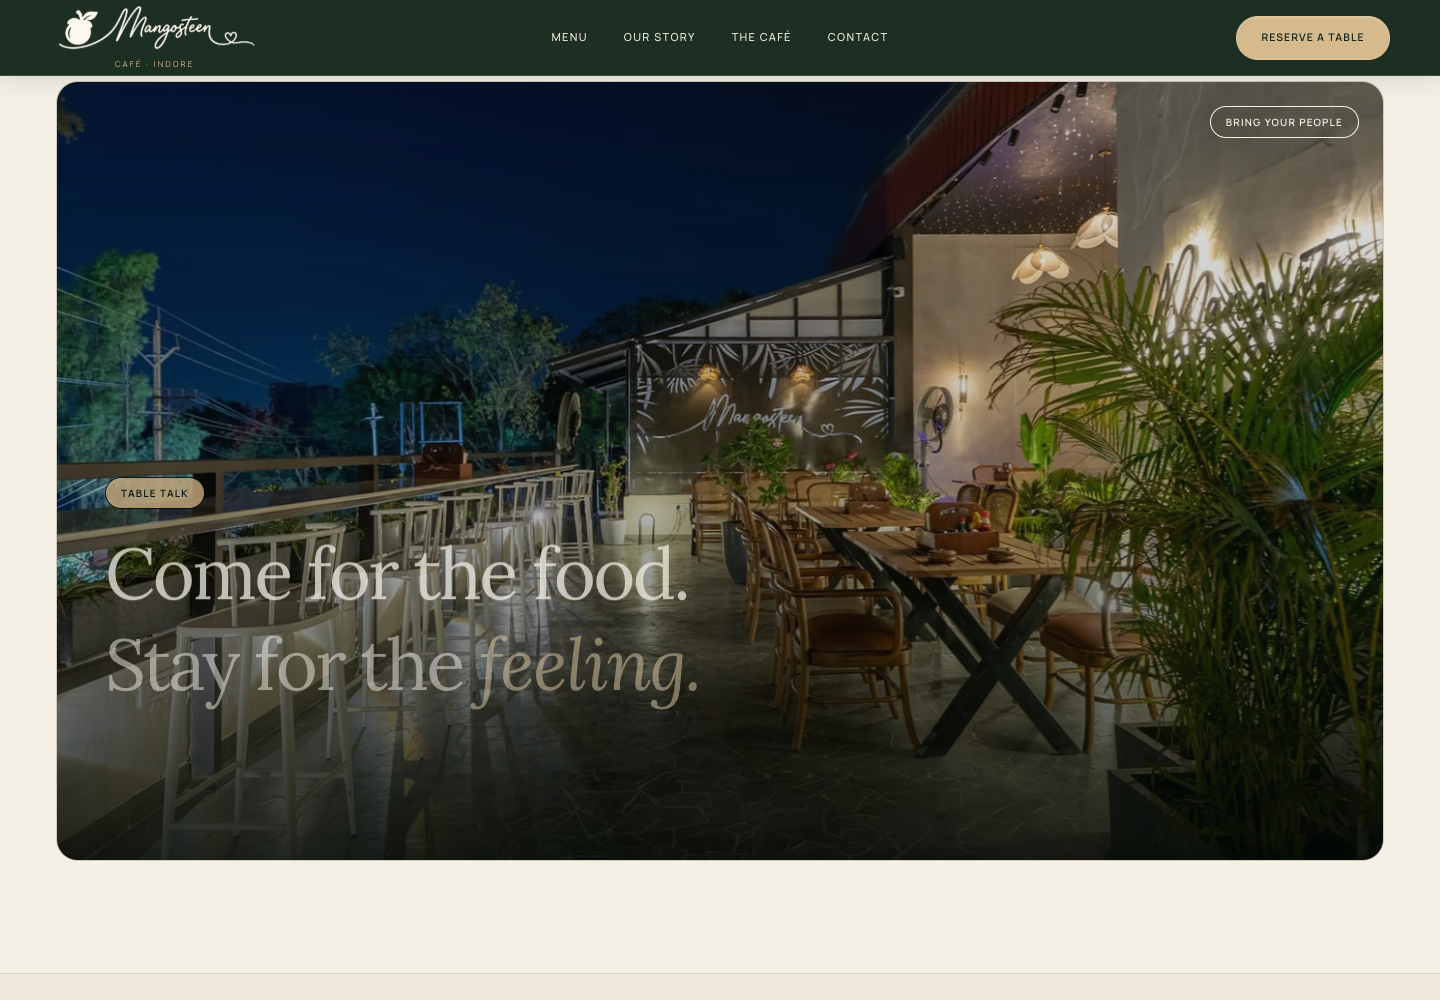 Mangosteen
CAFÉ · INDORE
MENU
OUR STORY
THE CAFÉ
CONTACT
RESERVE A TABLE
BRING YOUR PEOPLE
Mangosteen
TABLE TALK
Come for the food.
Stay for the feeling.